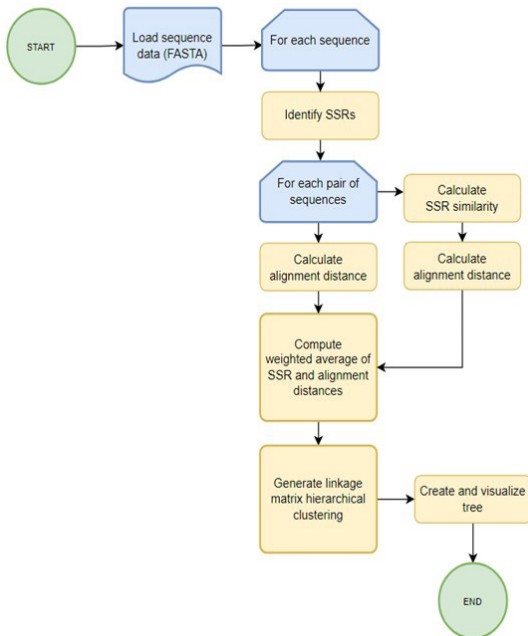 START
Load sequence
data (FASTA)
For each sequence
Identify SSRs
For each pair of
sequences
Calculate
SSR similarity
Calculate
alignment distance
Calculate
alignment distance
Compute
weighted average of
SSR and alignment
distances
Generate linkage
matrix hierarchical
clustering
Create and visualize
tree
END